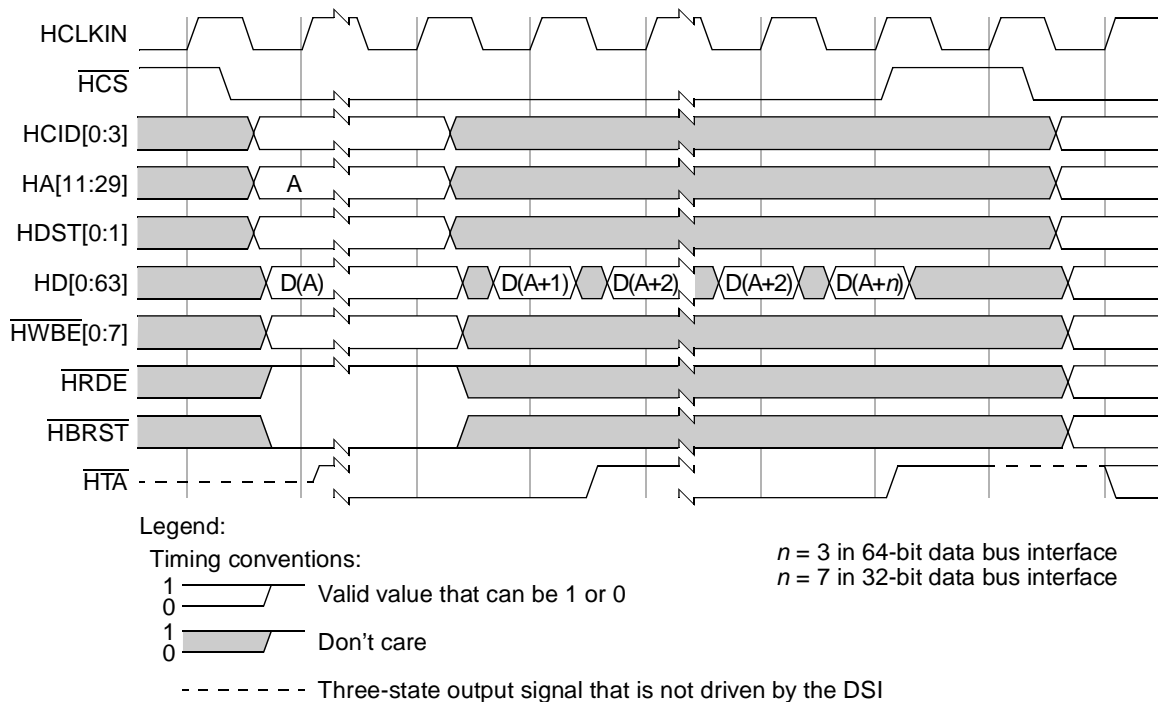 HCLKIN
HCS
HCID[0:3]
HA[11:29] A
HDST[0:1]
HD[0:63] D(A) D(A+1) D(A+2) D(A+2) D(A+n)
HWBE[0:7]
HRDE
HBRST
HTA
Legend:
Timing conventions:
1
0 Valid value that can be 1 or 0
1
0 Don't care
Three-state output signal that is not driven by the DSI
n = 3 in 64-bit data bus interface
n = 7 in 32-bit data bus interface